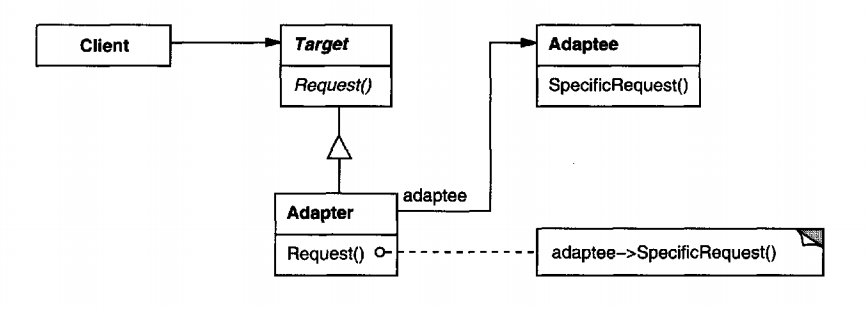 Client
Target
Request()
Adaptee
SpecificRequest()
adaptee
Adapter
Request()
adaptee->SpecificRequest()